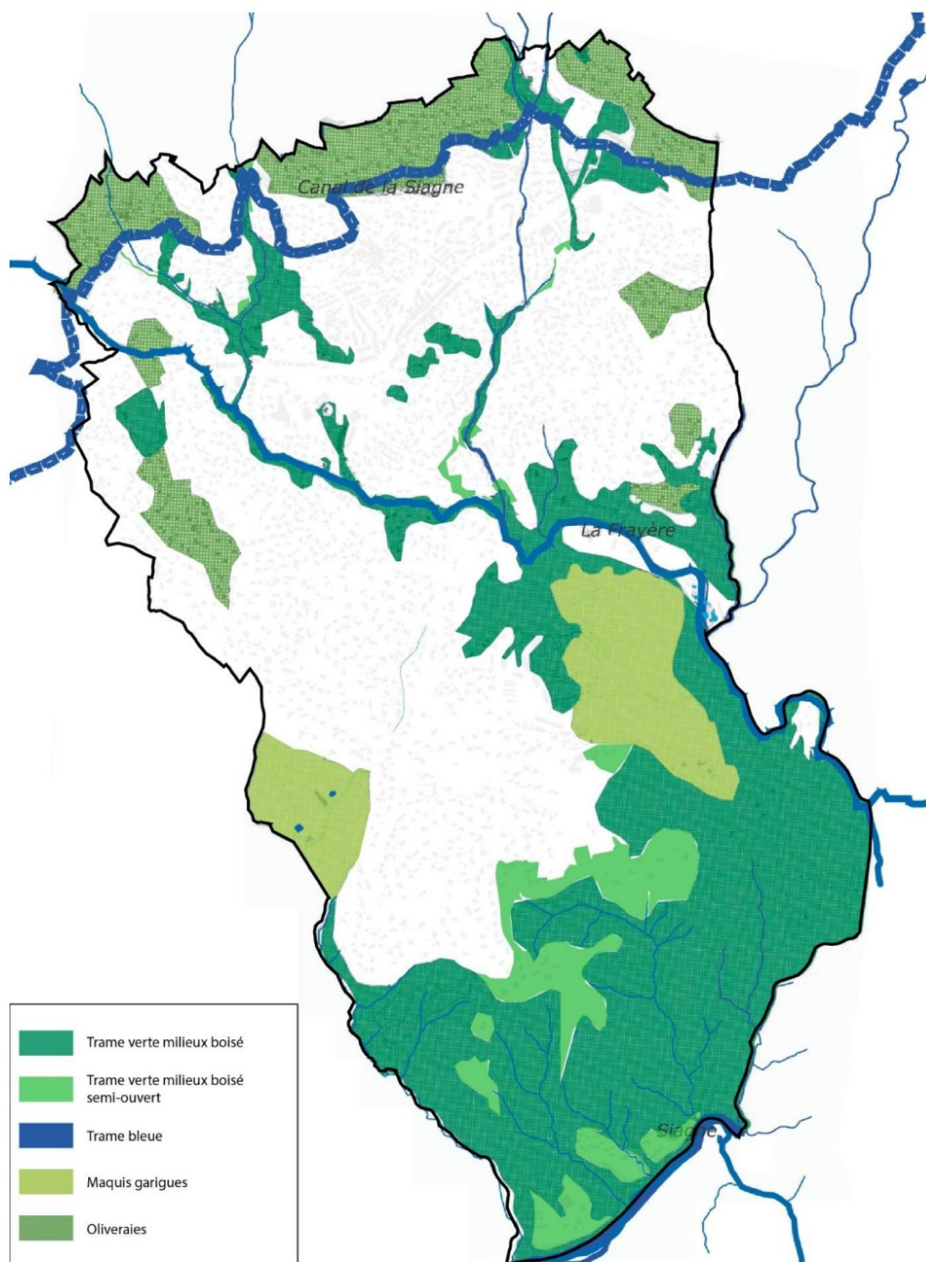 Canal de la Siagne
La Frayère
Siagne
Trame verte milieux boisé
Trame verte milieux boisé
semi-ouvert
Trame bleue
Maquis garigues
Oliveraies